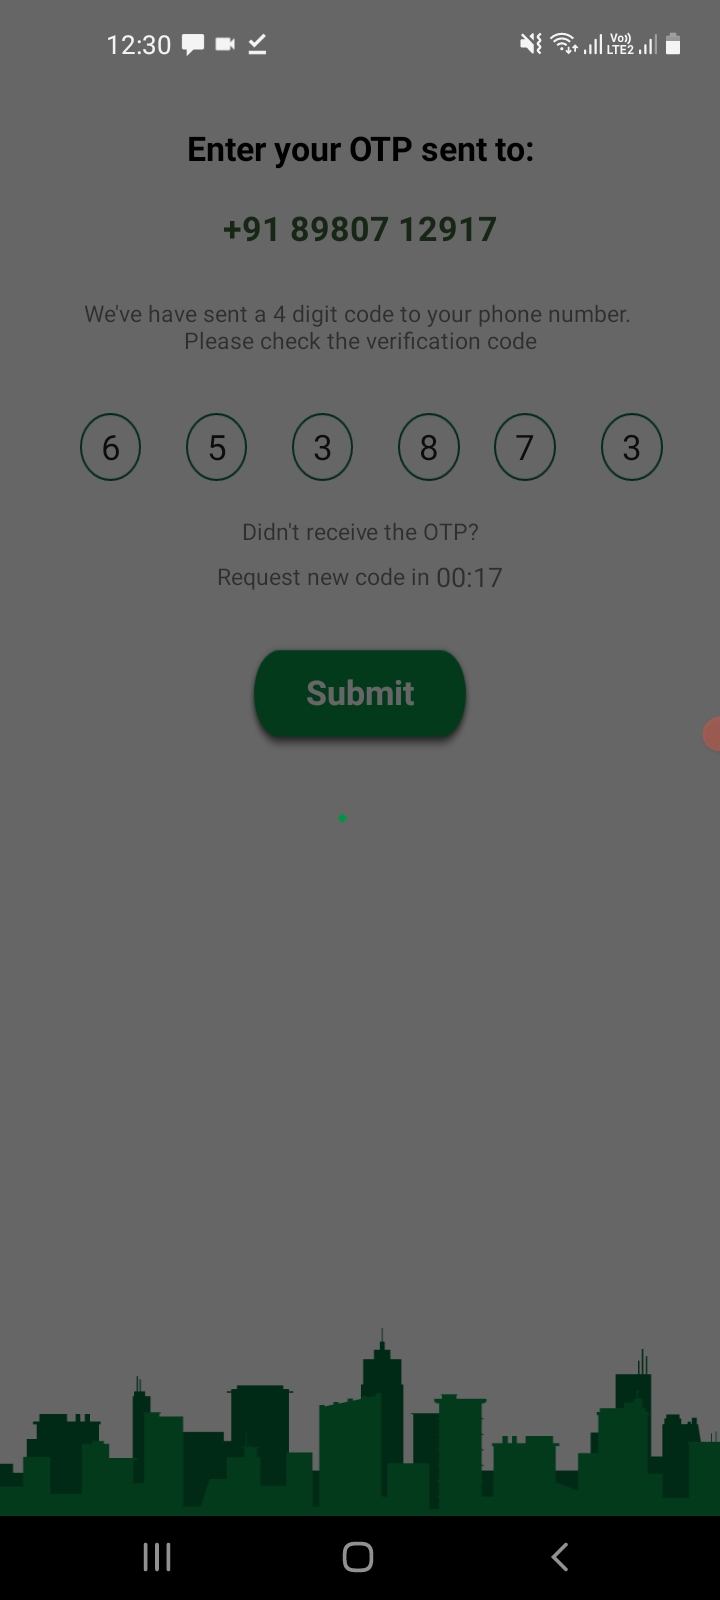 12:30
Vo)) LTE2
Enter your OTP sent to:
+91 89807 12917
We've have sent a 4 digit code to your phone number.
Please check the verification code
6 5 3 8 7 3
Didn't receive the OTP?
Request new code in 00:17
Submit